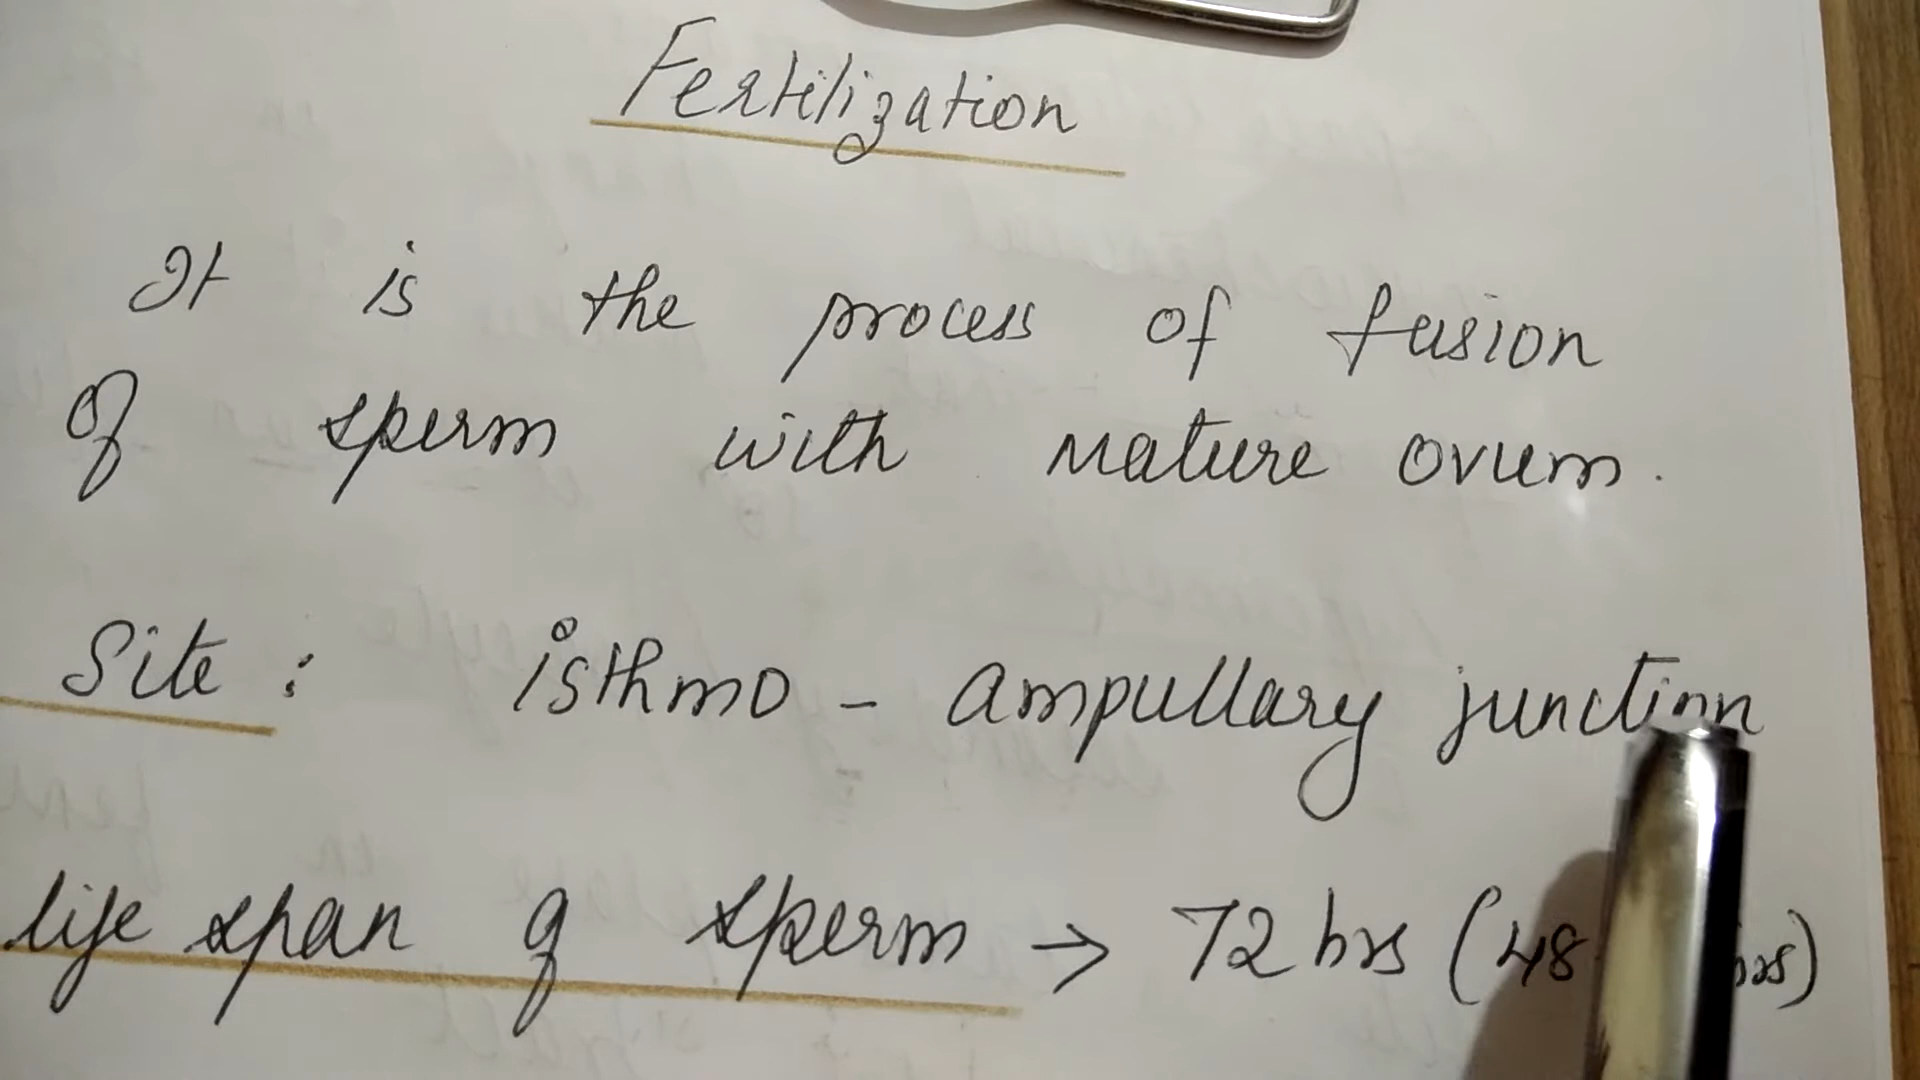 Fertilization
It is the process of fusion
of sperm with mature ovum.
Site : isthmo - ampullary junction
life span of sperm → 72 hrs (48 hrs)